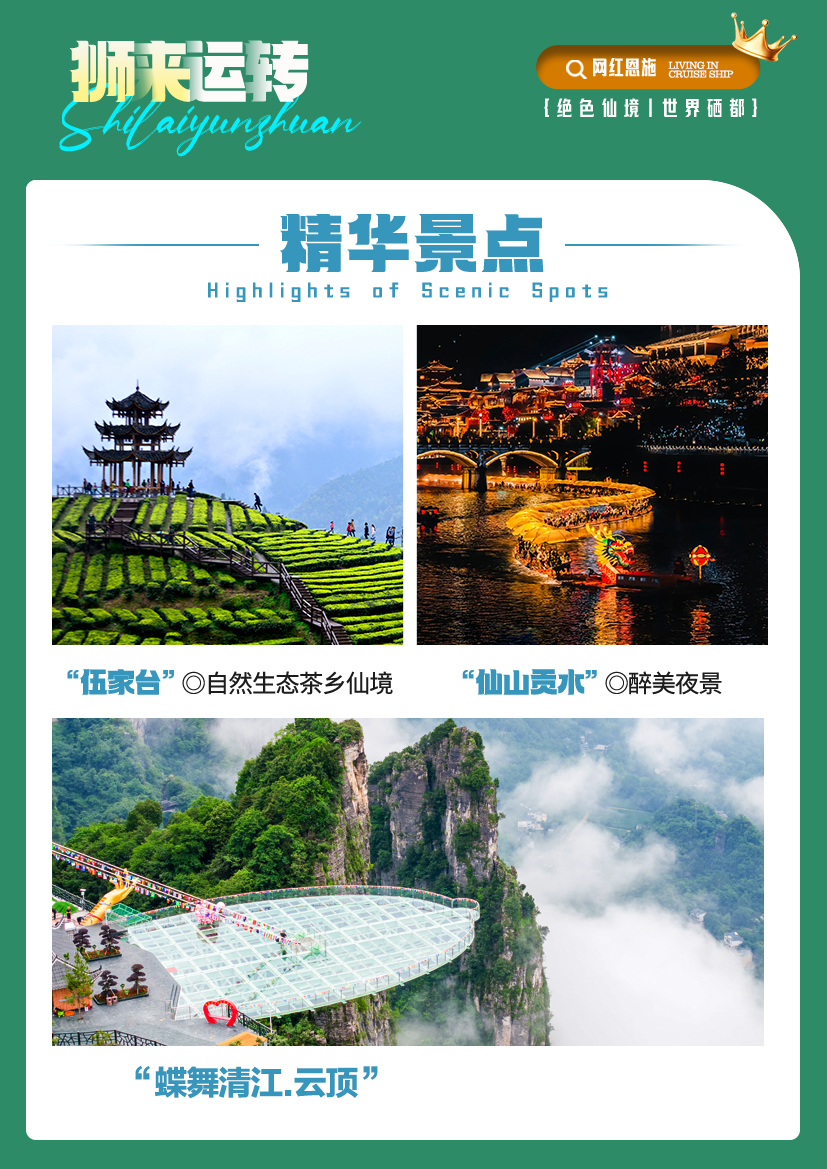 狮来运转
Shilaiyunzhuan
网红恩施 LIVING IN CRUISE SHIP
{绝色仙境|世界硒都}
精华景点
Highlights of Scenic Spots
“伍家台”◎自然生态茶乡仙境
“仙山贡水”◎醉美夜景
“蝶舞清江.云顶”